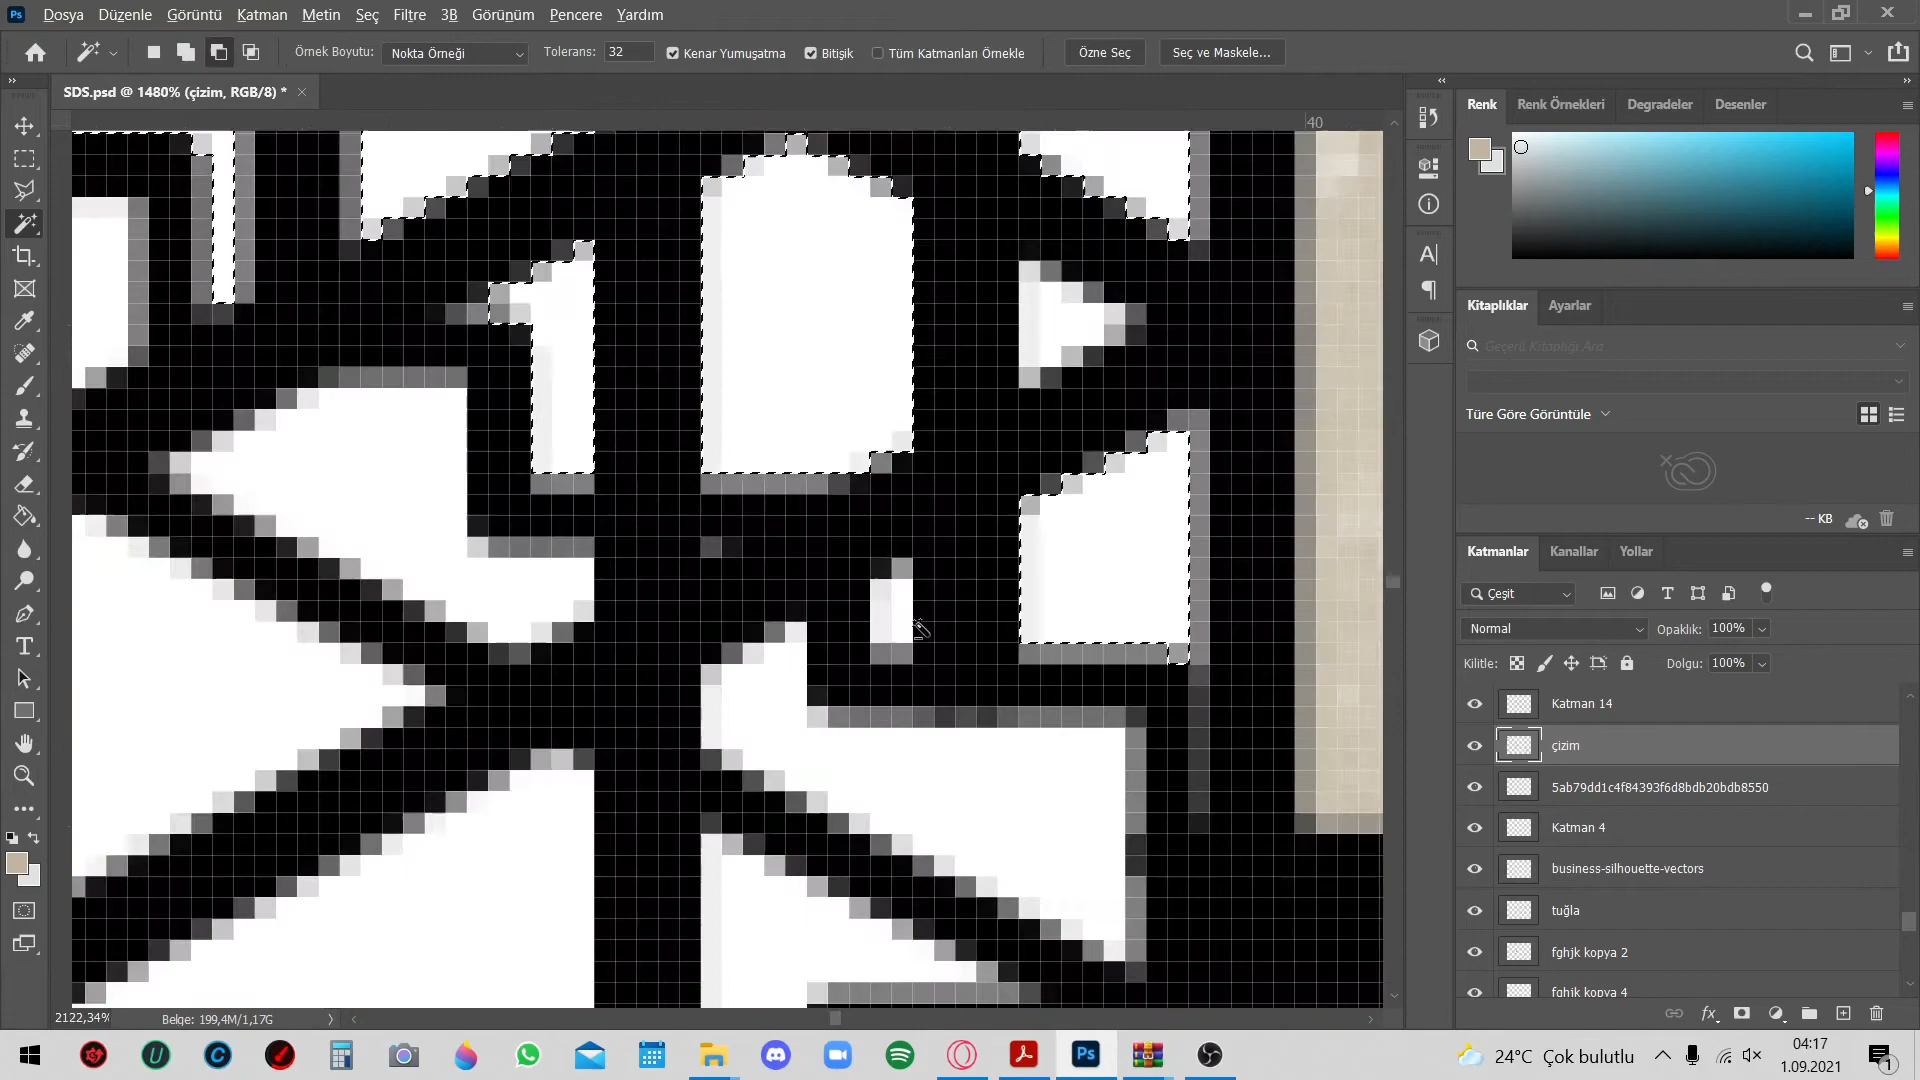 Ps Dosya Düzenle Görüntü Katman Metin Seç Filtre 3B Görünüm Pencere Yardım
Örnek Boyutu: Nokta Örneği Tolerans: 32 Kenar Yumuşatma Bitişik Tüm Katmanları Örnekle Özne Seç Seç ve Maskele...
SDS.psd @ 1480% (çizim, RGB/8) *
40
Renk Renk Örnekleri Degradeler Desenler
Kitaplıklar Ayarlar
Geçerli Kitaplığı Ara
Türe Göre Görüntüle
-- KB
Katmanlar Kanallar Yollar
Çeşit
Normal Opaklık: 100%
Kilitle: Dolgu: 100%
Katman 14
çizim
5ab79dd1c4f84393f6d8bdb20bdb8550
Katman 4
business-silhouette-vectors
tuğla
fghjk kopya 2
fghjk kopya 4
2122,34% Belge: 199,4M/1,17G
24°C Çok bulutlu
04:17
1.09.2021
1